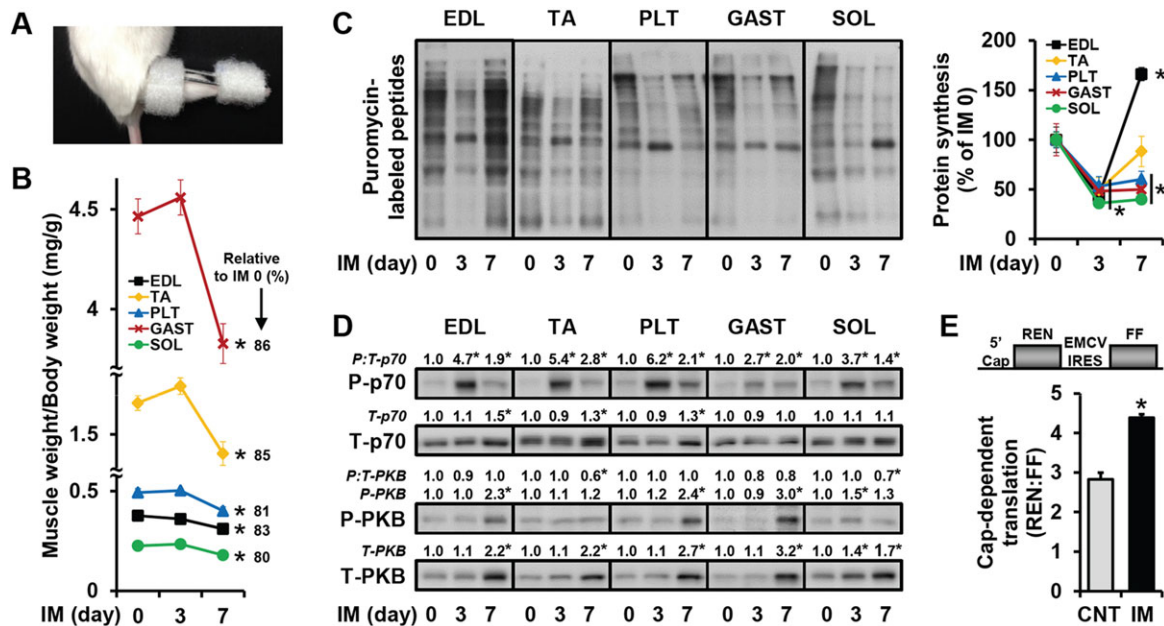 A
B
Muscle weight/Body weight (mg/g)
4.5
4
1.5
0.5
0
Relative
to IM 0 (%)
EDL
TA
PLT
GAST
SOL
* 86
* 85
* 81
* 83
* 80
IM (day) 0 3 7
C
EDL TA PLT GAST SOL
Puromycin-
labeled peptides
IM (day) 0 3 7 0 3 7 0 3 7 0 3 7 0 3 7
Protein synthesis
(% of IM 0)
200
150
100
50
0
EDL
TA
PLT
GAST
SOL
*
*
*
IM (day) 0 3 7
D
EDL TA PLT GAST SOL
P:T-p70 1.0 4.7* 1.9* 1.0 5.4* 2.8* 1.0 6.2* 2.1* 1.0 2.7* 2.0* 1.0 3.7* 1.4*
P-p70
T-p70 1.0 1.1 1.5* 1.0 0.9 1.3* 1.0 0.9 1.3* 1.0 0.9 1.0 1.0 1.1 1.1
T-p70
P:T-PKB 1.0 0.9 1.0 1.0 1.0 0.6* 1.0 1.0 1.0 1.0 0.8 0.8 1.0 1.0 0.7*
P-PKB 1.0 1.0 2.3* 1.0 1.1 1.2 1.0 1.2 2.4* 1.0 0.9 3.0* 1.0 1.5* 1.3
P-PKB
T-PKB 1.0 1.1 2.2* 1.0 1.1 2.2* 1.0 1.1 2.7* 1.0 1.1 3.2* 1.0 1.4* 1.7*
T-PKB
IM (day) 0 3 7 0 3 7 0 3 7 0 3 7 0 3 7
E
5' Cap REN EMCV IRES FF
Cap-dependent
translation
(REN:FF)
5
4
3
2
1
0
*
CNT IM